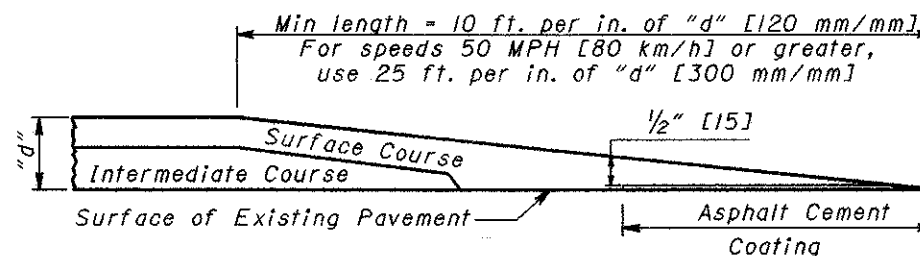 Min length = 10 ft. per in. of "d" [120 mm/mm]
For speeds 50 MPH [80 km/h] or greater,
use 25 ft. per in. of "d" [300 mm/mm]
1/2" [15]
"d"
Surface Course
Intermediate Course
Surface of Existing Pavement
Asphalt Cement
Coating